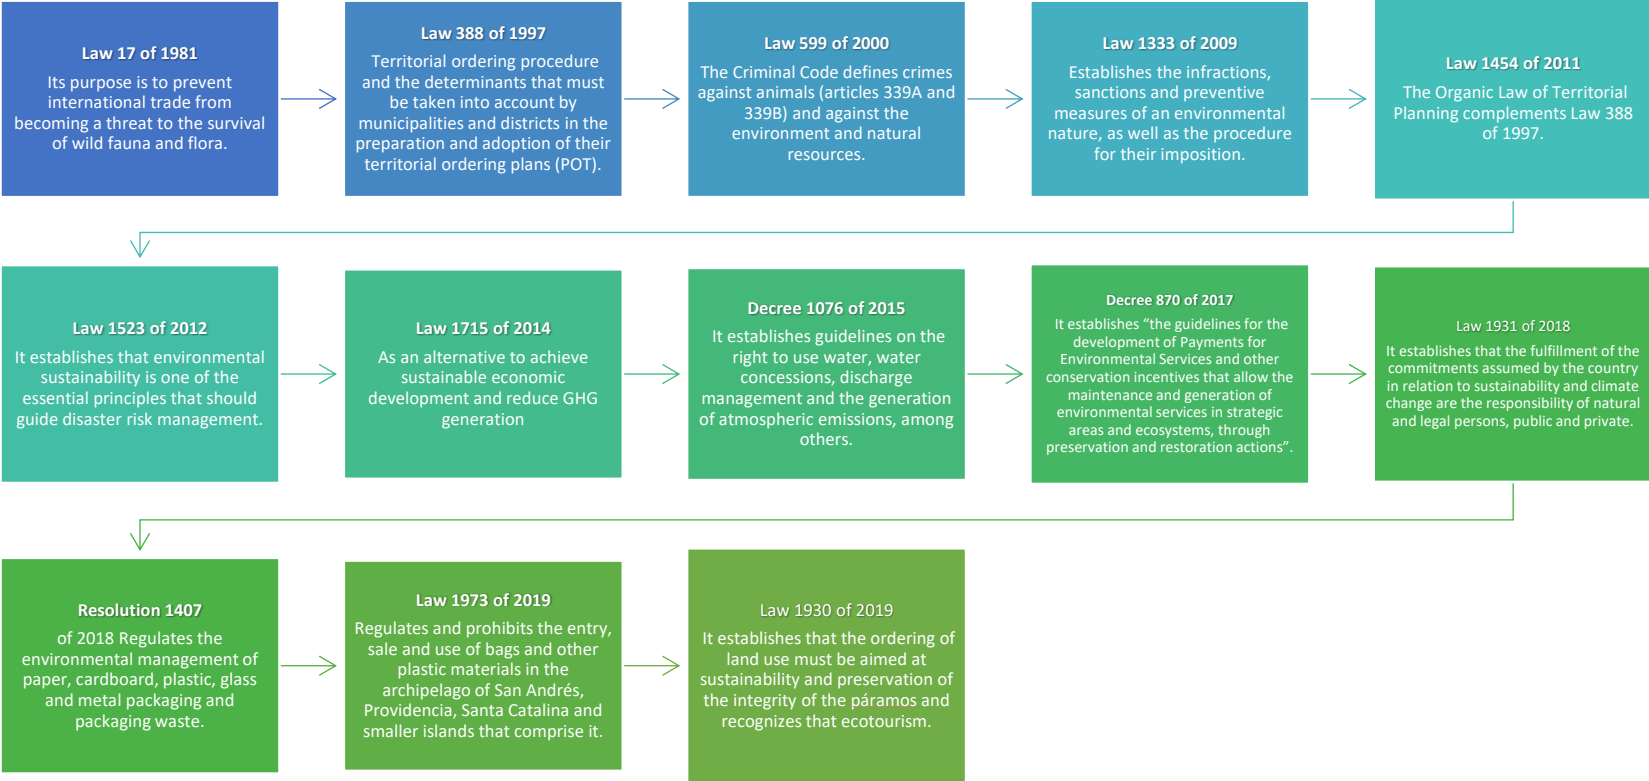 Law 17 of 1981
Its purpose is to prevent
international trade from
becoming a threat to the survival
of wild fauna and flora.
Law 388 of 1997
Territorial ordering procedure
and the determinants that must
be taken into account by
municipalities and districts in the
preparation and adoption of their
territorial ordering plans (POT).
Law 599 of 2000
The Criminal Code defines crimes
against animals (articles 339A and
339B) and against the
environment and natural
resources.
Law 1333 of 2009
Establishes the infractions,
sanctions and preventive
measures of an environmental
nature, as well as the procedure
for their imposition.
Law 1454 of 2011
The Organic Law of Territorial
Planning complements Law 388
of 1997.
Law 1523 of 2012
It establishes that environmental
sustainability is one of the
essential principles that should
guide disaster risk management.
Law 1715 of 2014
As an alternative to achieve
sustainable economic
development and reduce GHG
generation
Decree 1076 of 2015
It establishes guidelines on the
right to use water, water
concessions, discharge
management and the generation
of atmospheric emissions, among
others.
Decree 870 of 2017
It establishes “the guidelines for the
development of Payments for
Environmental Services and other
conservation incentives that allow the
maintenance and generation of
environmental services in strategic
areas and ecosystems, through
preservation and restoration actions”.
Law 1931 of 2018
It establishes that the fulfillment of the
commitments assumed by the country
in relation to sustainability and climate
change are the responsibility of natural
and legal persons, public and private.
Resolution 1407
of 2018 Regulates the
environmental management of
paper, cardboard, plastic, glass
and metal packaging and
packaging waste.
Law 1973 of 2019
Regulates and prohibits the entry,
sale and use of bags and other
plastic materials in the
archipelago of San Andrés,
Providencia, Santa Catalina and
smaller islands that comprise it.
Law 1930 of 2019
It establishes that the ordering of
land use must be aimed at
sustainability and preservation of
the integrity of the páramos and
recognizes that ecotourism.